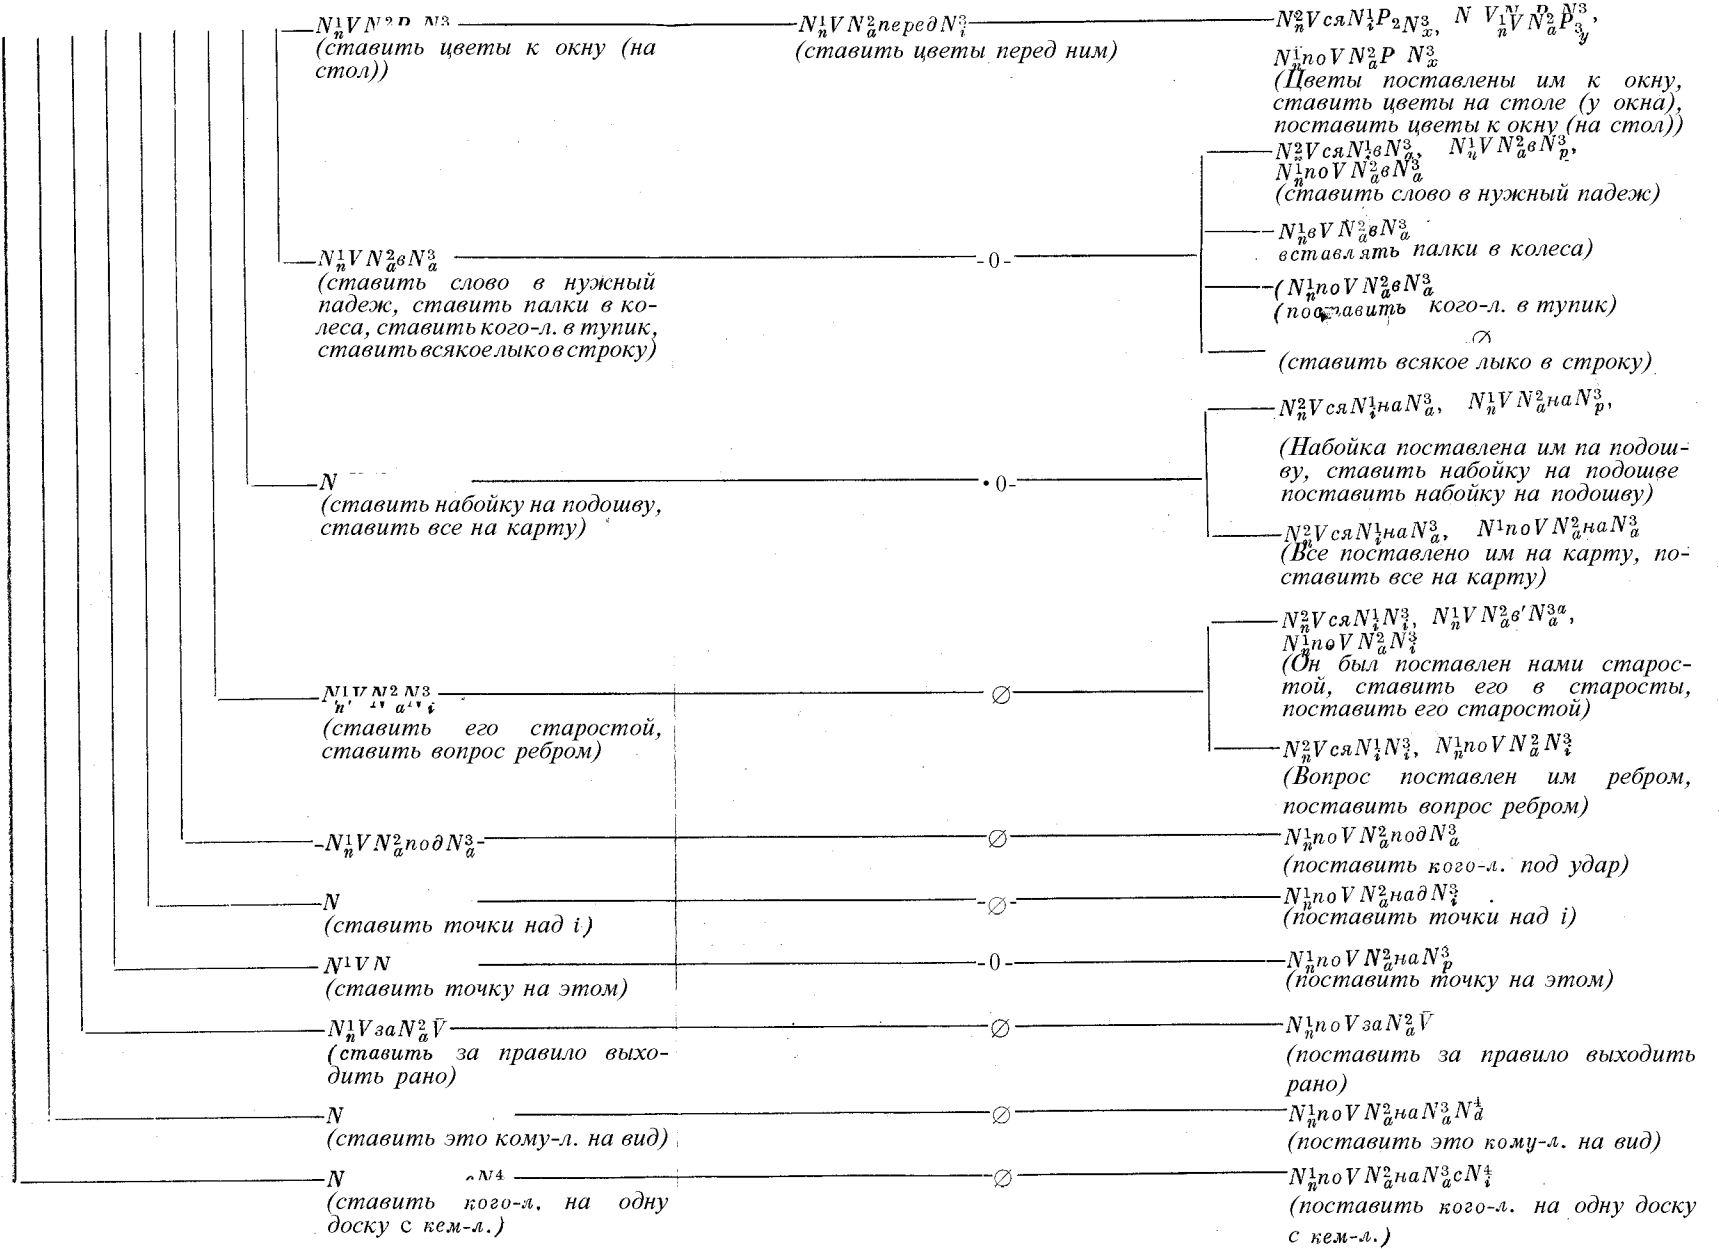 N¹ₙVN²P N³
(ставить цветы к окну (на
стол))
N¹ₙVN²ₐпередN³ᵢ
(ставить цветы перед ним)
N²ₙVсяN¹ᵢP₂N³ₓ,
N¹ₙпоVN²ₐP N³ₓ
(Цветы поставлены им к окну,
ставить цветы на столе (у окна),
поставить цветы к окну (на стол))
N²ₙVсяN¹ᵢвN³ₐ, N¹ₙVN²ₐвN³ₚ,
N¹ₙпоVN²ₐвN³ₐ
(ставить слово в нужный падеж)
N¹ₙвVN²ₐвN³ₐ
вставлять палки в колеса)
N¹ₙVN²ₐвN³ₐ
-0-
(ставить слово в нужный
падеж, ставить палки в ко-
леса, ставить кого-л. в тупик,
ставить всякое лыко в строку)
(N¹ₙпоVN²ₐвN³ₐ
(поставить кого-л. в тупик)
∅
(ставить всякое лыко в строку)
N²ₙVсяN¹ᵢнаN³ₐ, N¹ₙVN²ₐнаN³ₚ,
(Набойка поставлена им па подош-
ву, ставить набойку на подошве
поставить набойку на подошву)
N
• 0-
(ставить набойку на подошву,
ставить все на карту)
N²ₙVсяN¹ᵢнаN³ₐ, N¹поVN²ₐнаN³ₐ
(Все поставлено им на карту, по-
ставить все на карту)
N²ₙVсяN¹ᵢN³ᵢ, N¹ₙVN²ₐв'N³ᵃₐ,
N¹ₙпоVN²ₐN³ᵢ
(Он был поставлен нами старос-
той, ставить его в старосты,
поставить его старостой)
N¹ₙVN²ₐN³ᵢ
∅
(ставить его старостой,
ставить вопрос ребром)
N²ₙVсяN¹ᵢN³ᵢ, N¹ₙпоVN²ₐN³ᵢ
(Вопрос поставлен им ребром,
поставить вопрос ребром)
-N¹ₙVN²ₐподN³ₐ-
∅
N¹ₙпоVN²ₐподN³ₐ
(поставить кого-л. под удар)
N
-∅-
N¹ₙпоVN²ₐнадN³ᵢ
(ставить точки над i)
(поставить точки над i)
N¹VN
-0-
N¹ₙпоVN²ₐнаN³ₚ
(ставить точку на этом)
(поставить точку на этом)
N¹ₙVзаN²ₐV̄
∅
N¹ₙпоVзаN²ₐV̄
(ставить за правило выхо-
дить рано)
(поставить за правило выходить
рано)
N
∅
N¹ₙпоVN²ₐнаN³ₐN⁴d
(ставить это кому-л. на вид)
(поставить это кому-л. на вид)
N сN⁴
∅
N¹ₙпоVN²ₐнаN³ₐсN⁴ᵢ
(ставить кого-л. на одну
доску с кем-л.)
(поставить кого-л. на одну доску
с кем-л.)